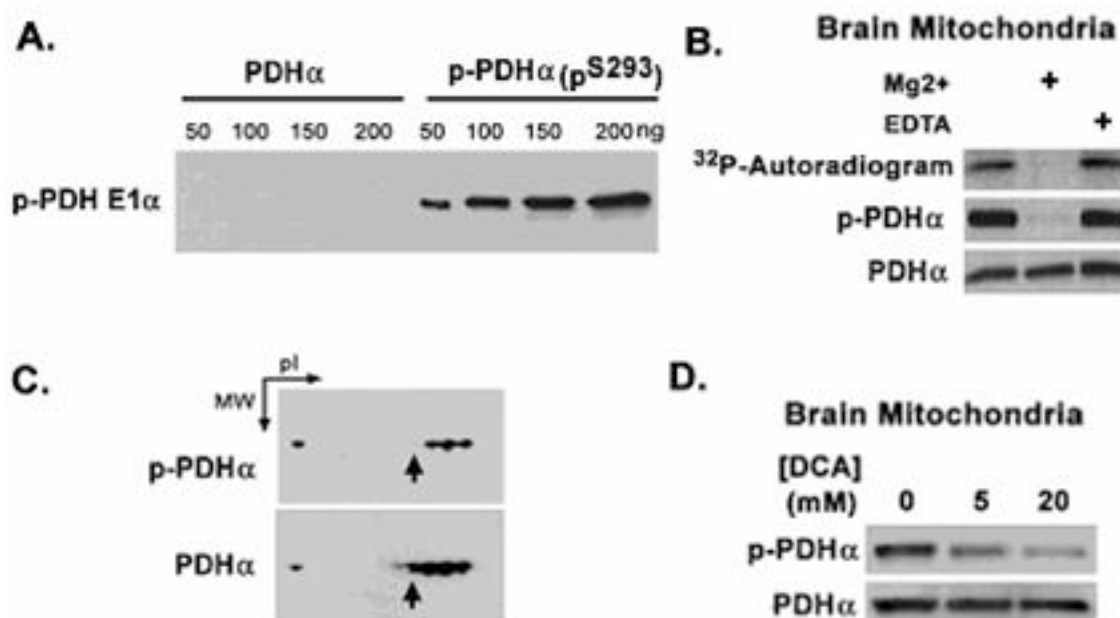 A.
PDHα p-PDHα(pS293)
50 100 150 200 50 100 150 200 ng
p-PDH E1α
B.
Brain Mitochondria
Mg2+ +
EDTA +
32P-Autoradiogram
p-PDHα
PDHα
C.
pI
MW
p-PDHα
PDHα
D.
Brain Mitochondria
[DCA]
(mM) 0 5 20
p-PDHα
PDHα